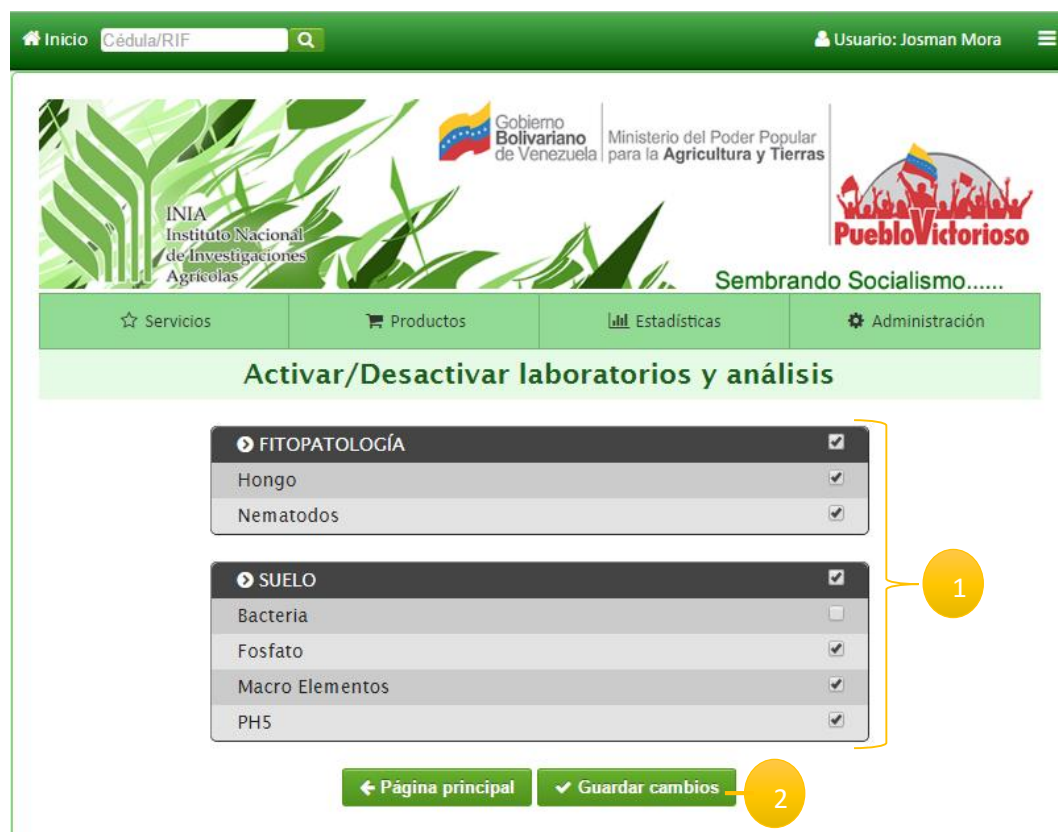 Inicio Cédula/RIF Usuario: Josman Mora
INIA
Instituto Nacional
de Investigaciones
Agrícolas
Gobierno
Bolivariano
de Venezuela
Ministerio del Poder Popular
para la Agricultura y Tierras
PuebloVictorioso
Sembrando Socialismo......
Servicios Productos Estadísticas Administración
Activar/Desactivar laboratorios y análisis
FITOPATOLOGÍA
Hongo
Nematodos
SUELO
Bacteria
Fosfato
Macro Elementos
PH5
1
Página principal Guardar cambios
2